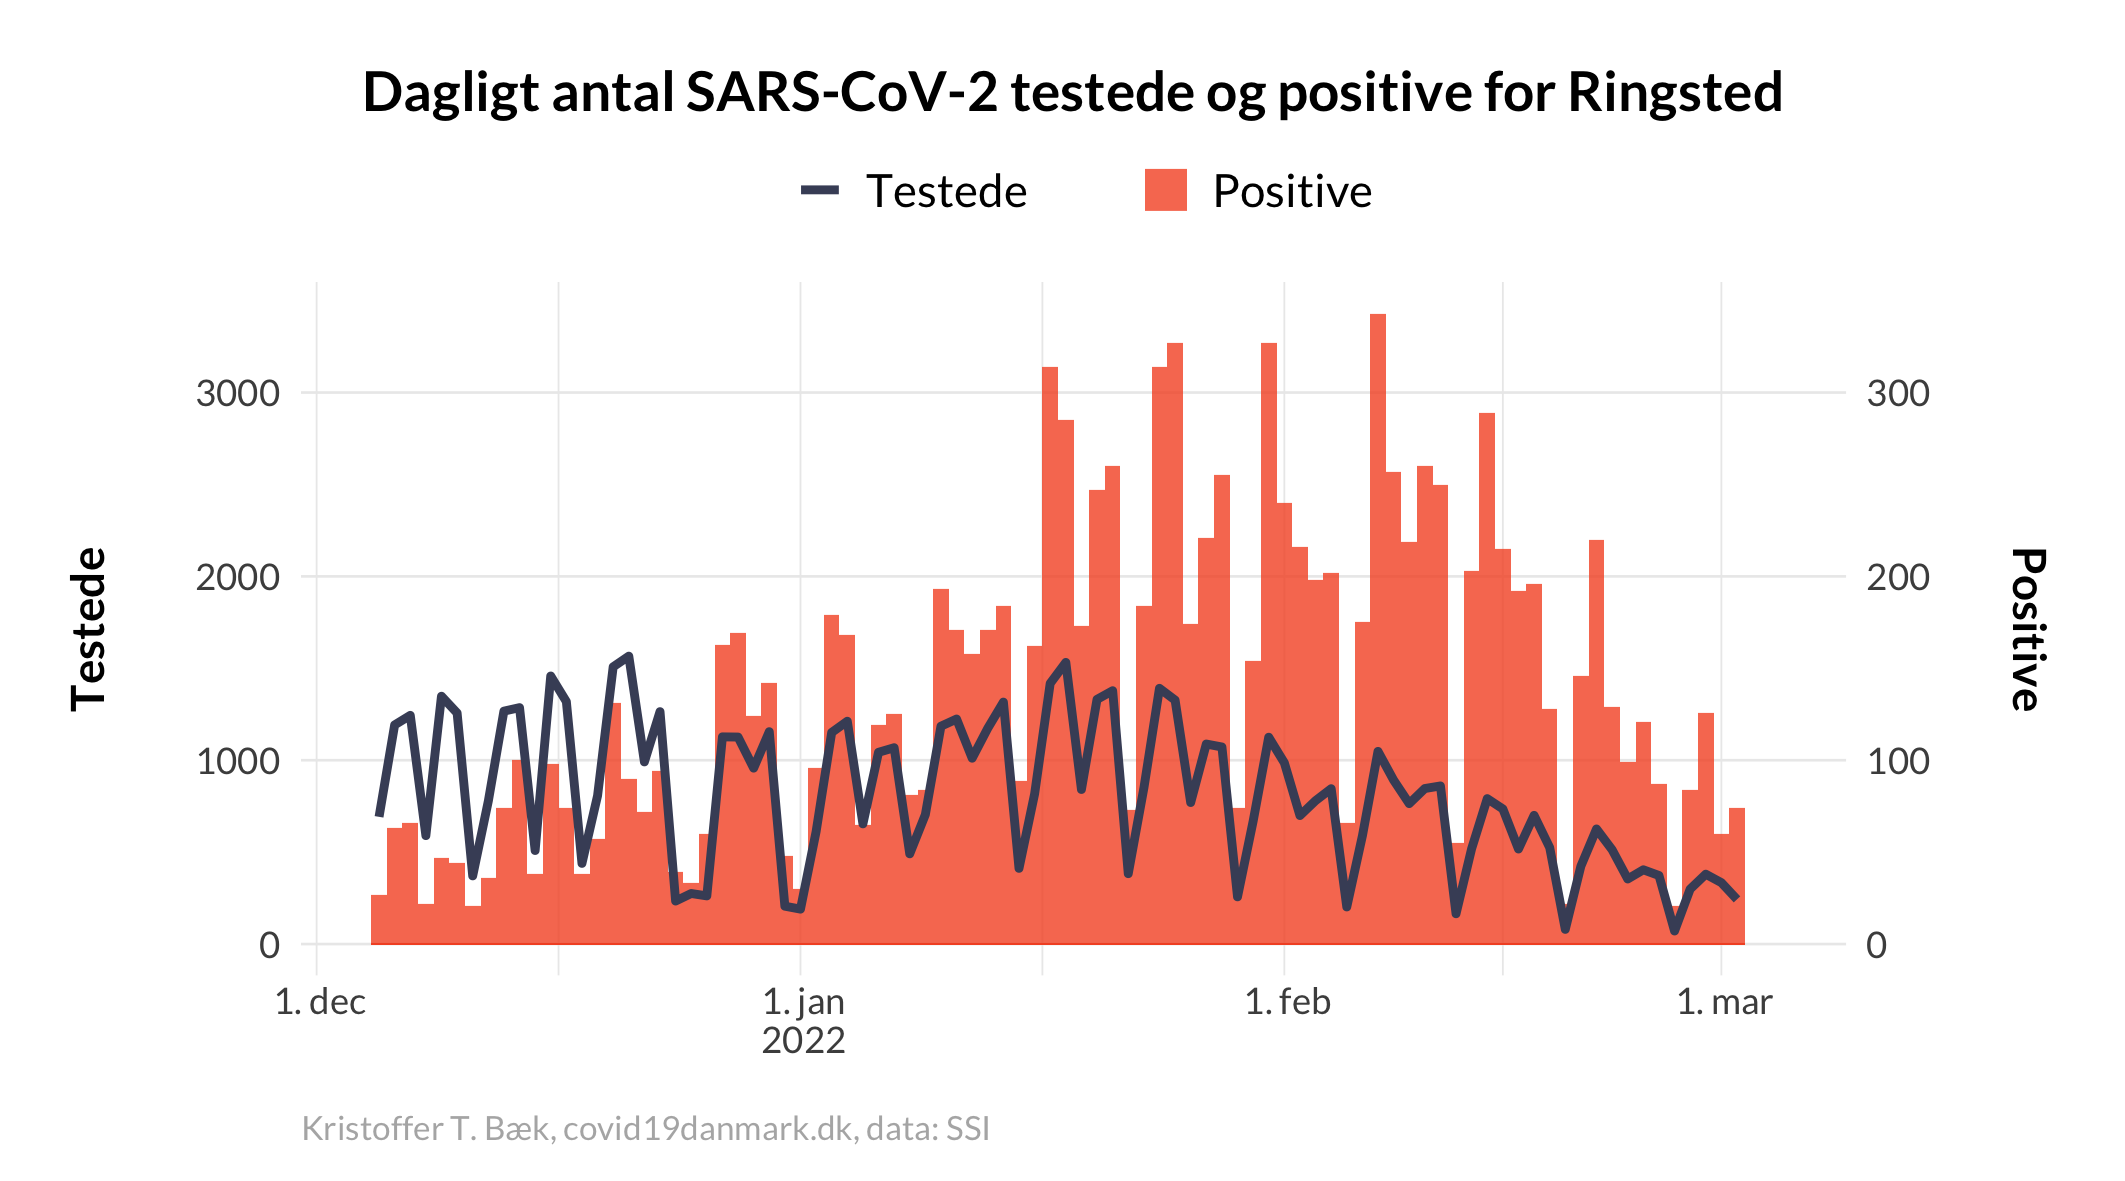 Dagligt antal SARS-CoV-2 testede og positive for Ringsted
Testede
Positive
Testede
3000
2000
1000
0
300
200
100
0
Positive
1. dec
1. jan
2022
1. feb
1. mar
Kristoffer T. Bæk, covid19danmark.dk, data: SSI